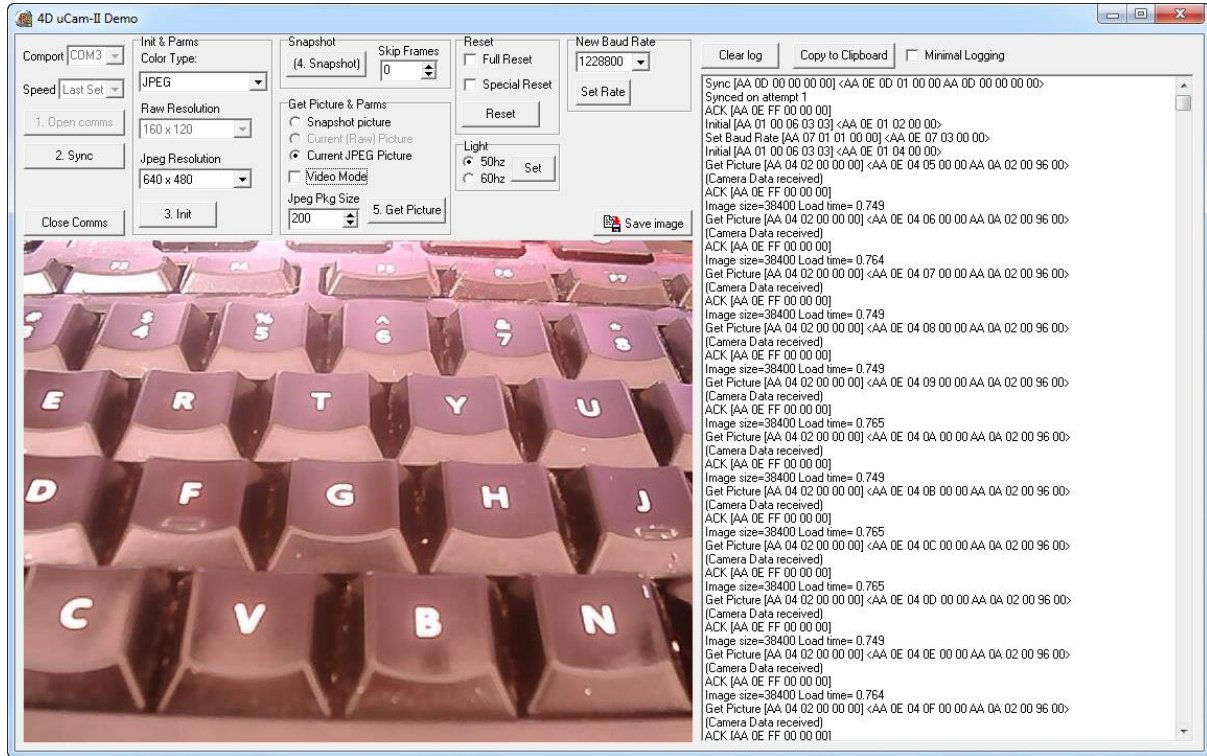 4D uCam-II Demo
Comport COM3
Speed Last Set
1. Open comms
2. Sync
Close Comms
Init & Parms
Color Type:
JPEG
Raw Resolution
160 x 120
Jpeg Resolution
640 x 480
3. Init
Snapshot
(4. Snapshot)
Skip Frames
0
Get Picture & Parms
Snapshot picture
Current (Raw) Picture
Current JPEG Picture
Video Mode
Jpeg Pkg Size
200
5. Get Picture
Reset
Full Reset
Special Reset
Reset
Light
50hz
60hz
Set
New Baud Rate
1228800
Set Rate
Save image
Clear log
Copy to Clipboard
Minimal Logging
F3 F4 F5 F6 F7
$ 4 % 5 ^ 6 & 7 * 8
E R T Y U
D F G H J
C V B N
Sync [AA 0D 00 00 00 00] <AA 0E 0D 01 00 00 AA 0D 00 00 00 00>
Synced on attempt 1
ACK [AA 0E FF 00 00 00]
Initial [AA 01 00 06 03 03] <AA 0E 01 02 00 00>
Set Baud Rate [AA 07 01 01 00 00] <AA 0E 07 03 00 00>
Initial [AA 01 00 06 03 03] <AA 0E 01 04 00 00>
Get Picture [AA 04 02 00 00 00] <AA 0E 04 05 00 00 AA 0A 02 00 96 00>
(Camera Data received)
ACK [AA 0E FF 00 00 00]
Image size=38400 Load time= 0.749
Get Picture [AA 04 02 00 00 00] <AA 0E 04 06 00 00 AA 0A 02 00 96 00>
(Camera Data received)
ACK [AA 0E FF 00 00 00]
Image size=38400 Load time= 0.764
Get Picture [AA 04 02 00 00 00] <AA 0E 04 07 00 00 AA 0A 02 00 96 00>
(Camera Data received)
ACK [AA 0E FF 00 00 00]
Image size=38400 Load time= 0.749
Get Picture [AA 04 02 00 00 00] <AA 0E 04 08 00 00 AA 0A 02 00 96 00>
(Camera Data received)
ACK [AA 0E FF 00 00 00]
Image size=38400 Load time= 0.749
Get Picture [AA 04 02 00 00 00] <AA 0E 04 09 00 00 AA 0A 02 00 96 00>
(Camera Data received)
ACK [AA 0E FF 00 00 00]
Image size=38400 Load time= 0.765
Get Picture [AA 04 02 00 00 00] <AA 0E 04 0A 00 00 AA 0A 02 00 96 00>
(Camera Data received)
ACK [AA 0E FF 00 00 00]
Image size=38400 Load time= 0.749
Get Picture [AA 04 02 00 00 00] <AA 0E 04 0B 00 00 AA 0A 02 00 96 00>
(Camera Data received)
ACK [AA 0E FF 00 00 00]
Image size=38400 Load time= 0.765
Get Picture [AA 04 02 00 00 00] <AA 0E 04 0C 00 00 AA 0A 02 00 96 00>
(Camera Data received)
ACK [AA 0E FF 00 00 00]
Image size=38400 Load time= 0.765
Get Picture [AA 04 02 00 00 00] <AA 0E 04 0D 00 00 AA 0A 02 00 96 00>
(Camera Data received)
ACK [AA 0E FF 00 00 00]
Image size=38400 Load time= 0.749
Get Picture [AA 04 02 00 00 00] <AA 0E 04 0E 00 00 AA 0A 02 00 96 00>
(Camera Data received)
ACK [AA 0E FF 00 00 00]
Image size=38400 Load time= 0.764
Get Picture [AA 04 02 00 00 00] <AA 0E 04 0F 00 00 AA 0A 02 00 96 00>
(Camera Data received)
ACK [AA 0E FF 00 00 00]